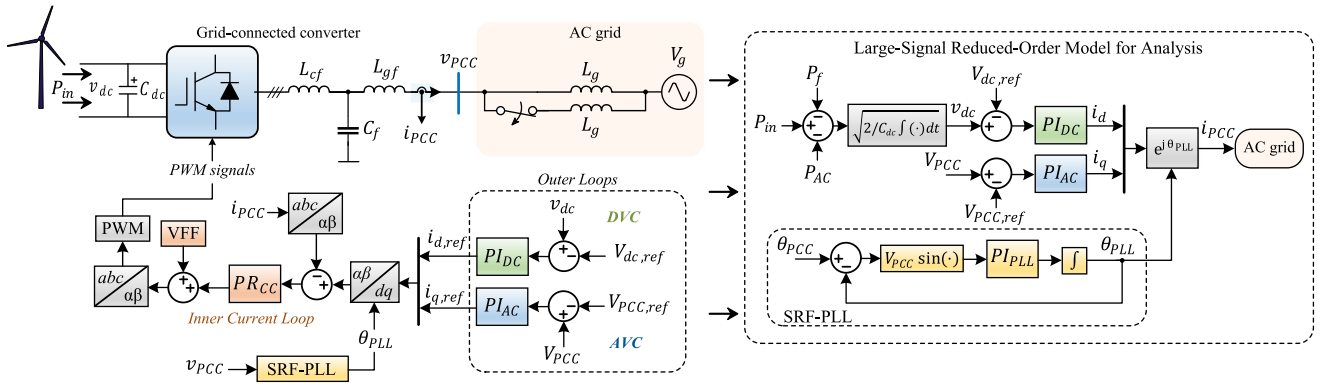 Grid-connected converter
AC grid
P_in
v_dc
C_dc
L_cf
L_gf
C_f
i_PCC
v_PCC
L_g
L_g
V_g
PWM signals
PWM
VFF
abc
αβ
i_PCC
abc
αβ
PR_CC
Inner Current Loop
αβ
dq
θ_PLL
v_PCC
SRF-PLL
Outer Loops
i_d,ref
PI_DC
v_dc
DVC
V_dc,ref
i_q,ref
PI_AC
V_PCC,ref
V_PCC
AVC
Large-Signal Reduced-Order Model for Analysis
P_f
P_in
P_AC
√2/C_dc ∫(·)dt
v_dc
V_dc,ref
PI_DC
i_d
V_PCC
V_PCC,ref
PI_AC
i_q
e^jθPLL
i_PCC
AC grid
θ_PCC
V_PCC sin(·)
PI_PLL
∫
θ_PLL
SRF-PLL